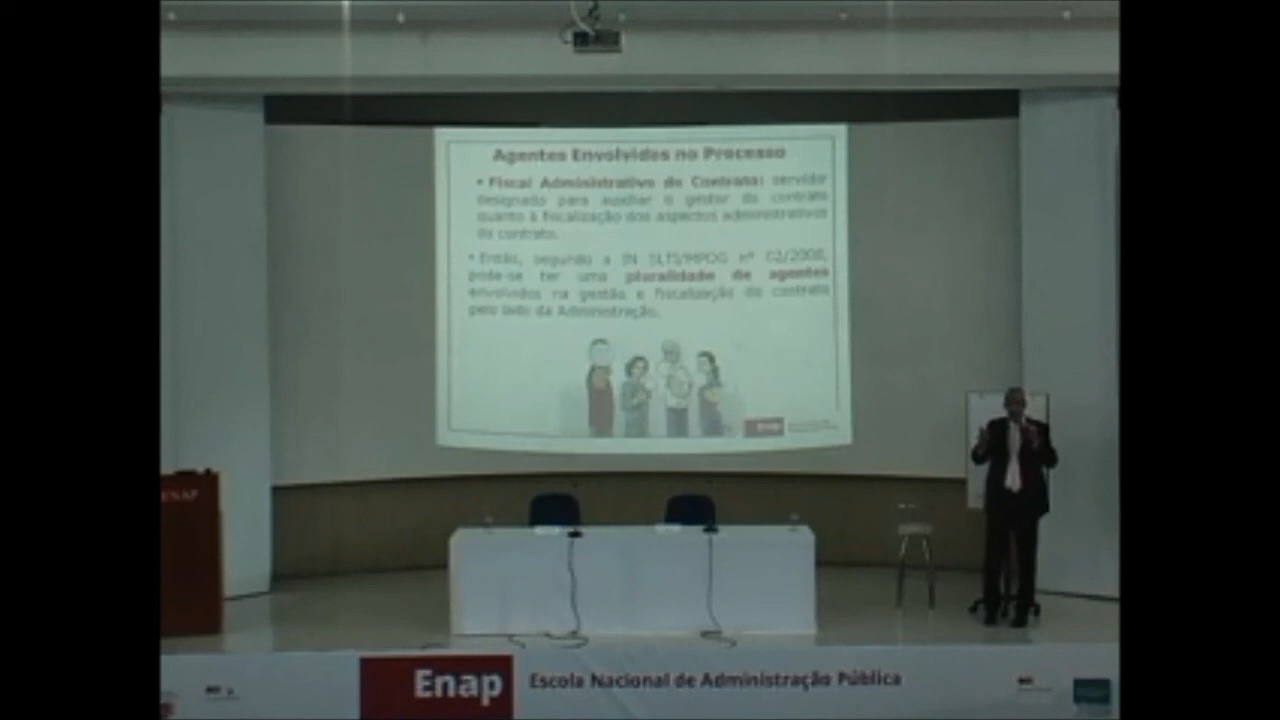 Agentes Envolvidos no Processo
• Fiscal Administrativo do Contrato: servidor
designado para auxiliar o gestor do contrato
quanto à fiscalização dos aspectos administrativos
do contrato.
• Então, segundo a IN SLTI/MPOG nº 02/2008,
pode-se ter uma pluralidade de agentes
envolvidos na gestão e fiscalização do contrato
pelo lado da Administração.
Enap
ENAP
Enap Escola Nacional de Administração Pública